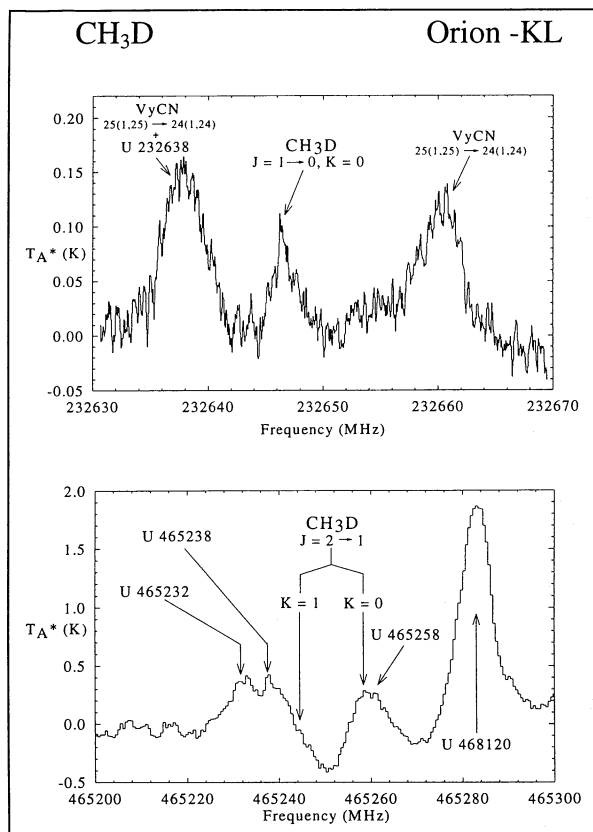 CH3D Orion -KL
VyCN
25(1,25) → 24(1,24)
+
U 232638
CH3D
J = 1 → 0, K = 0
VyCN
25(1,25) → 24(1,24)
TA* (K)
0.20
0.15
0.10
0.05
0.00
-0.05
232630 232640 232650 232660 232670
Frequency (MHz)
CH3D
J = 2 → 1
U 465238
U 465232
K = 1 K = 0
U 465258
U 468120
TA* (K)
2.0
1.5
1.0
0.5
0.0
-0.5
465200 465220 465240 465260 465280 465300
Frequency (MHz)